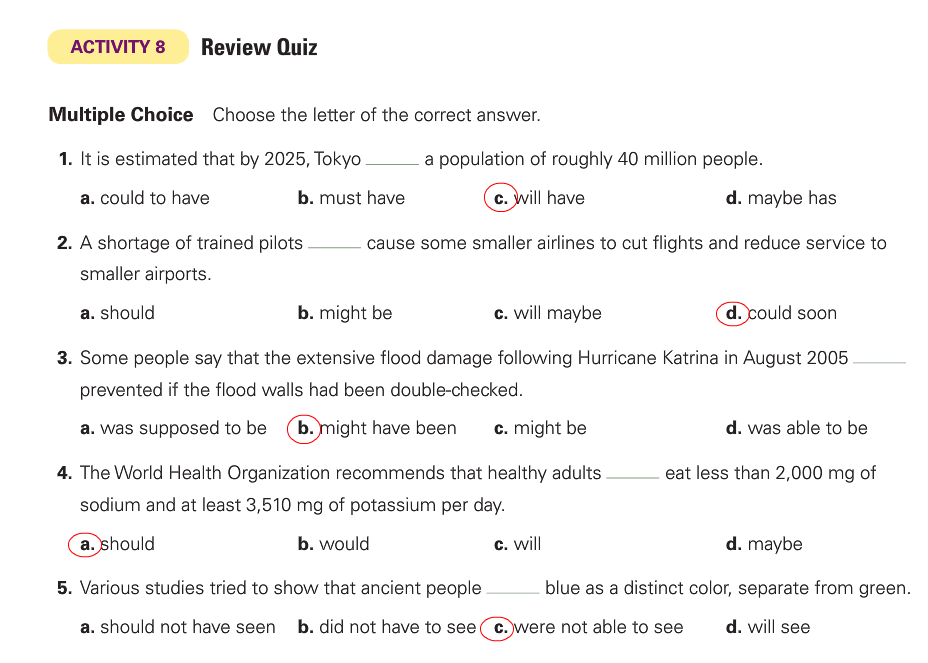 ACTIVITY 8 Review Quiz
Multiple Choice Choose the letter of the correct answer.
1. It is estimated that by 2025, Tokyo ______ a population of roughly 40 million people.
a. could to have b. must have c. will have d. maybe has
2. A shortage of trained pilots ______ cause some smaller airlines to cut flights and reduce service to
smaller airports.
a. should b. might be c. will maybe d. could soon
3. Some people say that the extensive flood damage following Hurricane Katrina in August 2005 ______
prevented if the flood walls had been double-checked.
a. was supposed to be b. might have been c. might be d. was able to be
4. The World Health Organization recommends that healthy adults ______ eat less than 2,000 mg of
sodium and at least 3,510 mg of potassium per day.
a. should b. would c. will d. maybe
5. Various studies tried to show that ancient people ______ blue as a distinct color, separate from green.
a. should not have seen b. did not have to see c. were not able to see d. will see